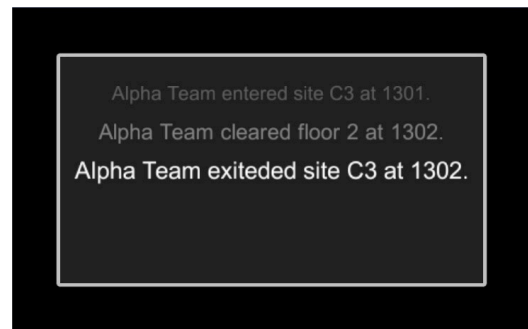 Alpha Team entered site C3 at 1301.
Alpha Team cleared floor 2 at 1302.
Alpha Team exiteded site C3 at 1302.